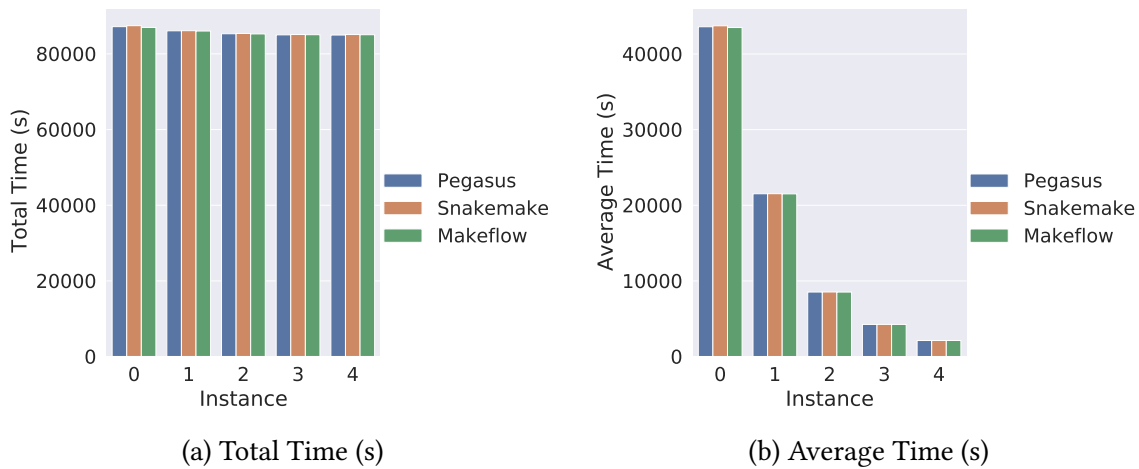 80000
60000
40000
20000
0
Total Time (s)
0 1 2 3 4
Instance
Pegasus
Snakemake
Makeflow
(a) Total Time (s)
40000
30000
20000
10000
0
Average Time (s)
0 1 2 3 4
Instance
Pegasus
Snakemake
Makeflow
(b) Average Time (s)